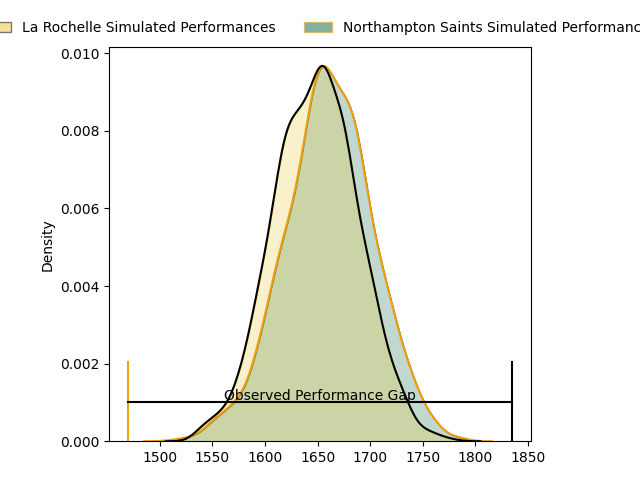 La Rochelle Simulated Performances Northampton Saints Simulated Performanc
0.010
0.008
0.006
0.004
0.002
0.000
Density
Observed Performance Gap
1500 1550 1600 1650 1700 1750 1800 1850